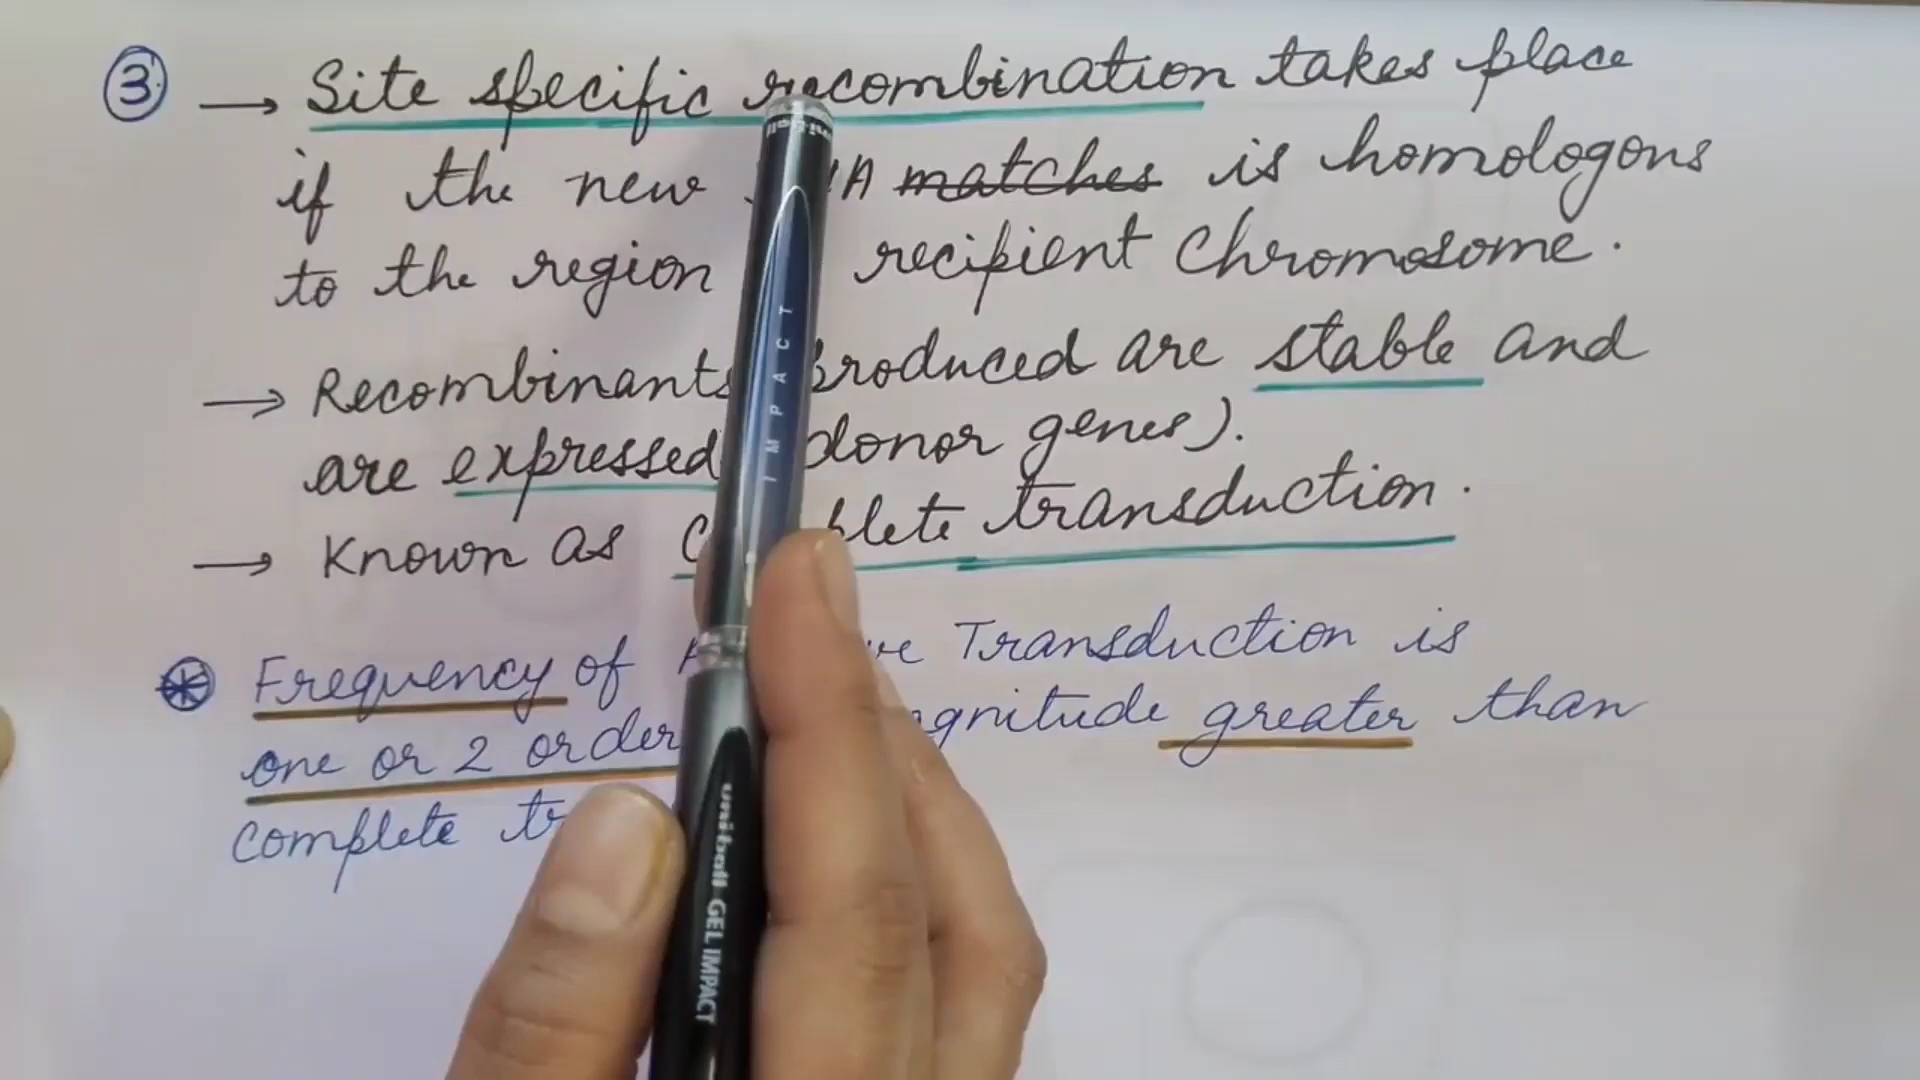 3 → Site specific recombination takes place
if the new matches is homologous
to the region recipient Chromosome.
→ Recombinants produced are stable and
are expressed donor genes).
→ Known as transduction.
* Frequency of Transduction is
one or 2 order greater than
complete
IMPACT
uniball GEL IMPACT